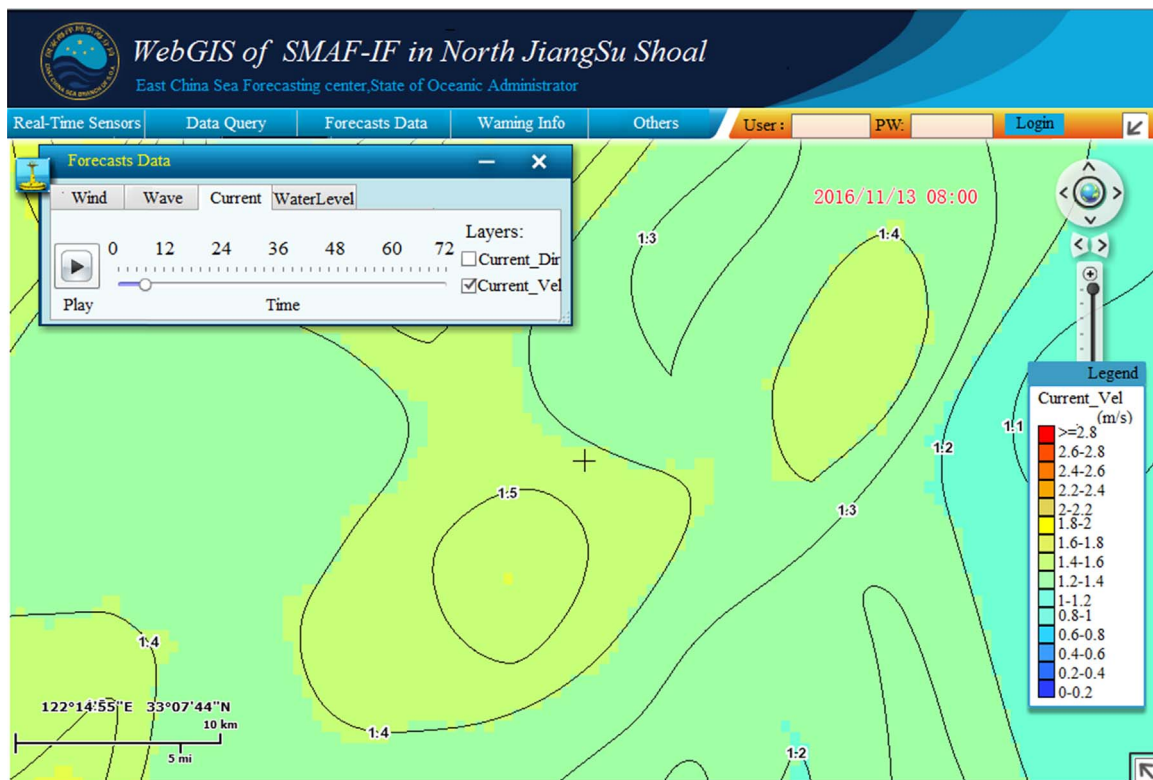 WebGIS of SMAF-IF in North JiangSu Shoal
East China Sea Forecasting center,State of Oceanic Administrator
Real-Time Sensors Data Query Forecasts Data Warning Info Others User: PW: Login
Forecasts Data
Wind Wave Current WaterLevel
0 12 24 36 48 60 72
Layers:
Current_Dir
Current_Vel
Play Time
2016/11/13 08:00
1:3
1:4
1:1
1:2
1:5
1:3
1:4
1:4
1:2
Legend
Current_Vel
(m/s)
>=2.8
2.6-2.8
2.4-2.6
2.2-2.4
2-2.2
1.8-2
1.6-1.8
1.4-1.6
1.2-1.4
1-1.2
0.8-1
0.6-0.8
0.4-0.6
0.2-0.4
0-0.2
122°14'55"E 33°07'44"N
10 km
5 mi